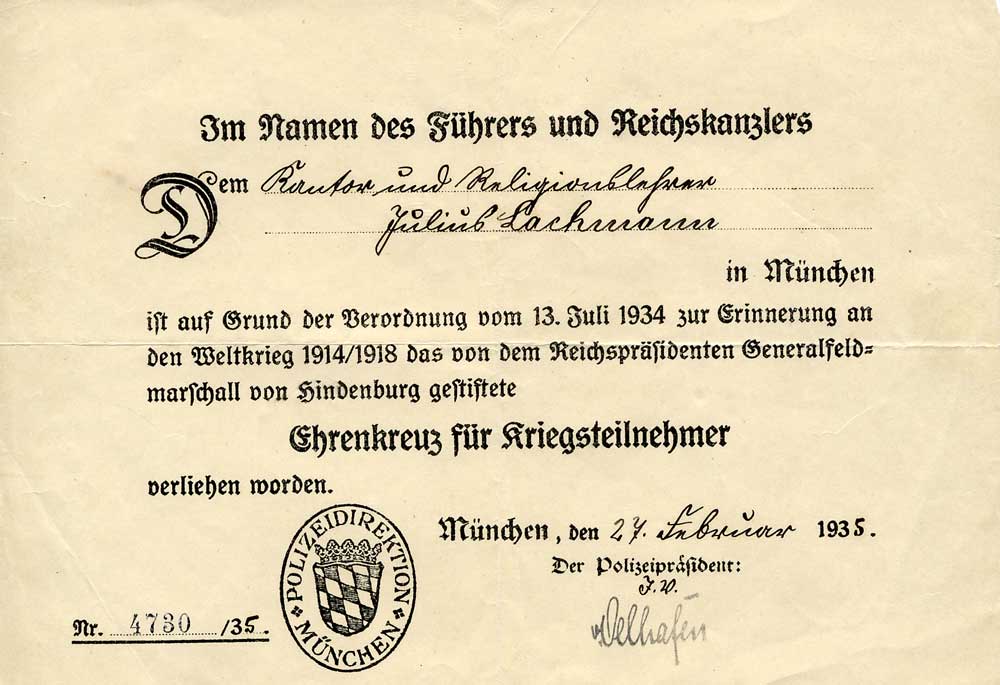 Im Namen des Führers und Reichskanzlers
Dem Kantor und Religionslehrer
Julius Lachmann
in München
ist auf Grund der Verordnung vom 13. Juli 1934 zur Erinnerung an
den Weltkrieg 1914/1918 das von dem Reichspräsidenten Generalfeld-
marschall von Hindenburg gestiftete
Ehrenkreuz für Kriegsteilnehmer
verliehen worden.
München, den 27. Februar 1935.
Der Polizeipräsident:
J. V.
Nr. 4730 /35.
POLIZEIDIREKTION
MÜNCHEN